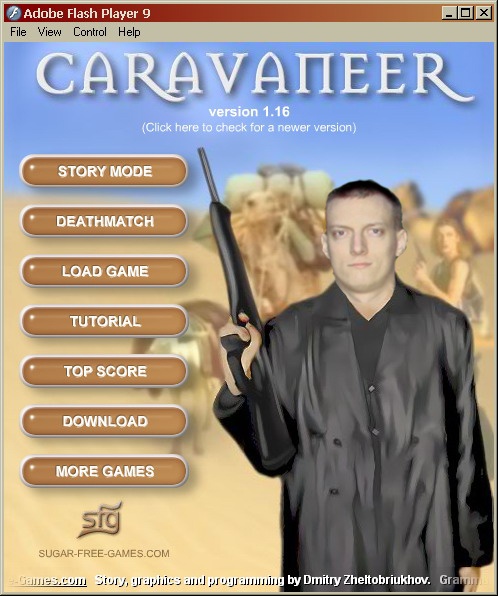 Adobe Flash Player 9
File View Control Help
CARAVANEER
version 1.16
(Click here to check for a newer version)
STORY MODE
DEATHMATCH
LOAD GAME
TUTORIAL
TOP SCORE
DOWNLOAD
MORE GAMES
sfg
SUGAR-FREE-GAMES.COM
-Games.com Story, graphics and programming by Dmitry Zheltobriukhov. Gramm